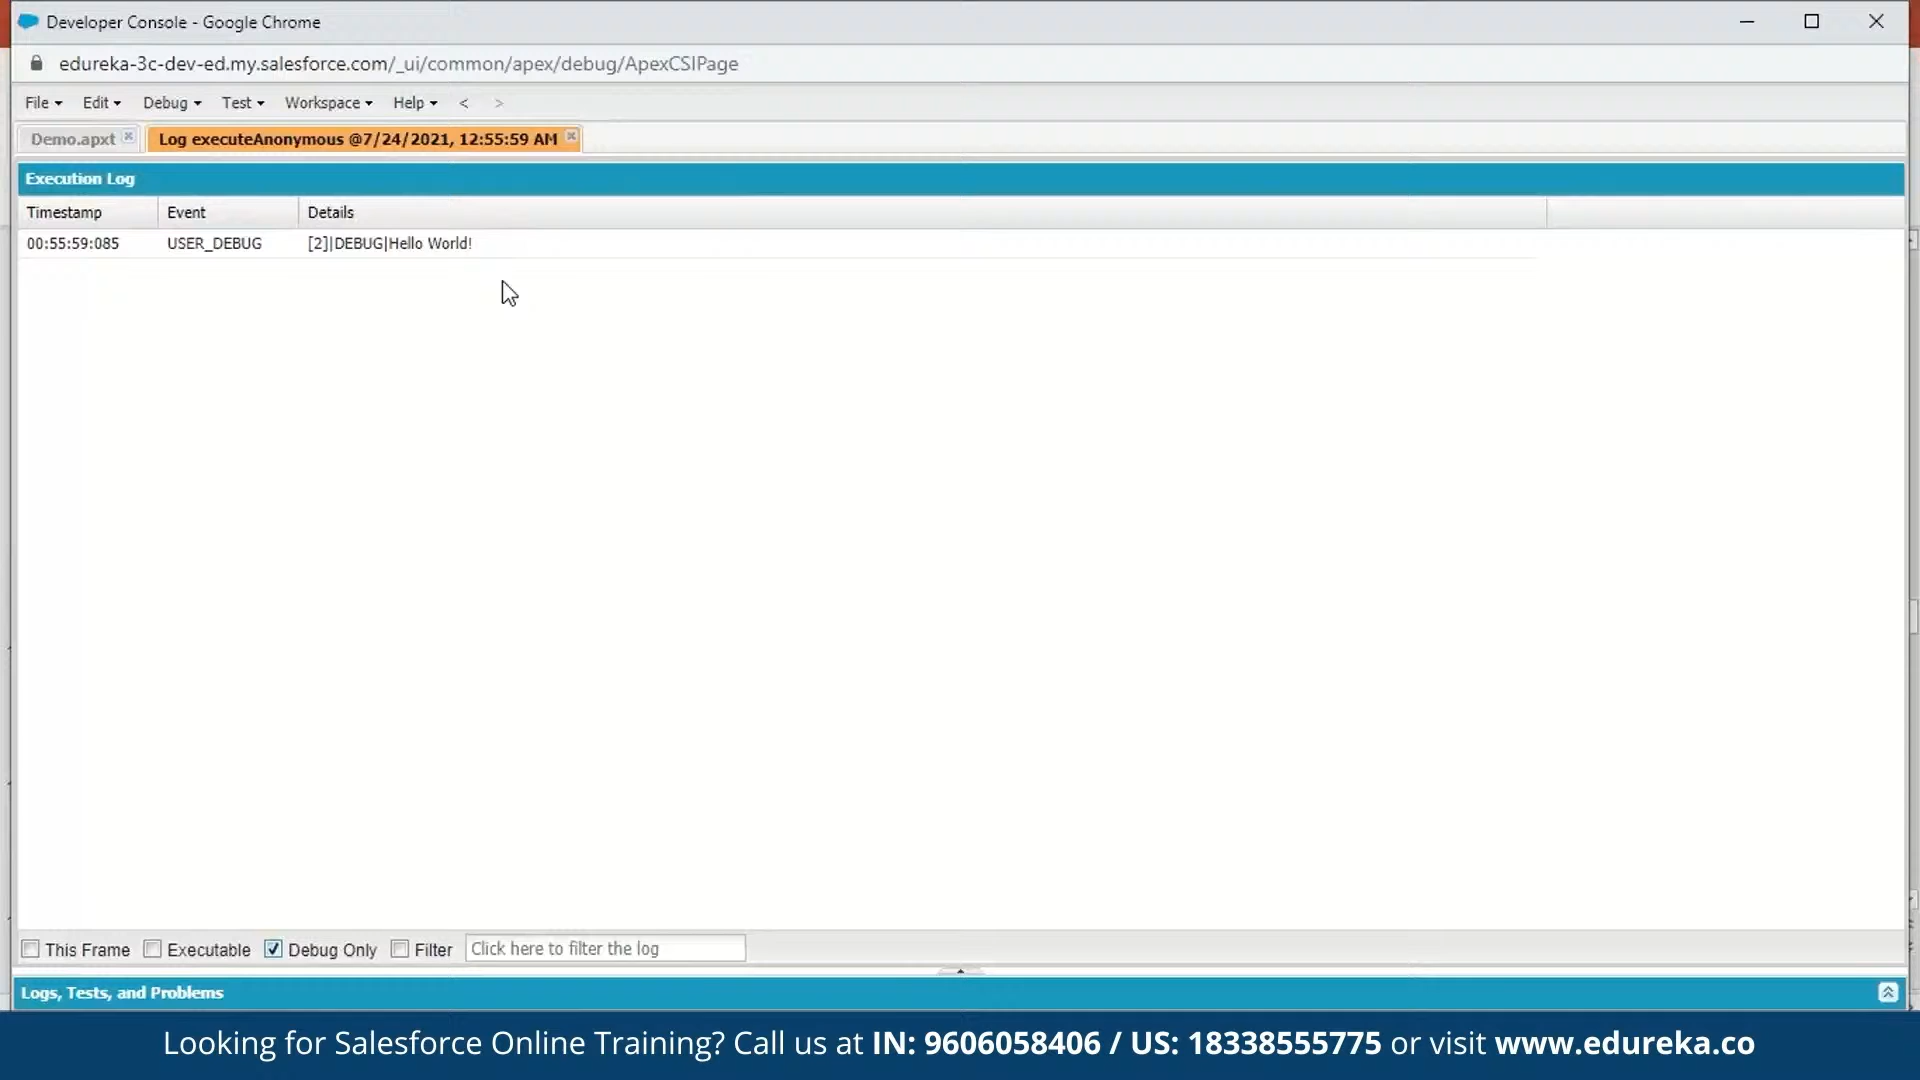 Developer Console - Google Chrome
edureka-3c-dev-ed.my.salesforce.com/_ui/common/apex/debug/ApexCSIPage
File Edit Debug Test Workspace Help < >
Demo.apxt Log executeAnonymous @7/24/2021, 12:55:59 AM
Execution Log
Timestamp Event Details
00:55:59:085 USER_DEBUG [2]|DEBUG|Hello World!
This Frame Executable Debug Only Filter Click here to filter the log
Logs, Tests, and Problems
Looking for Salesforce Online Training? Call us at IN: 9606058406 / US: 18338555775 or visit www.edureka.co